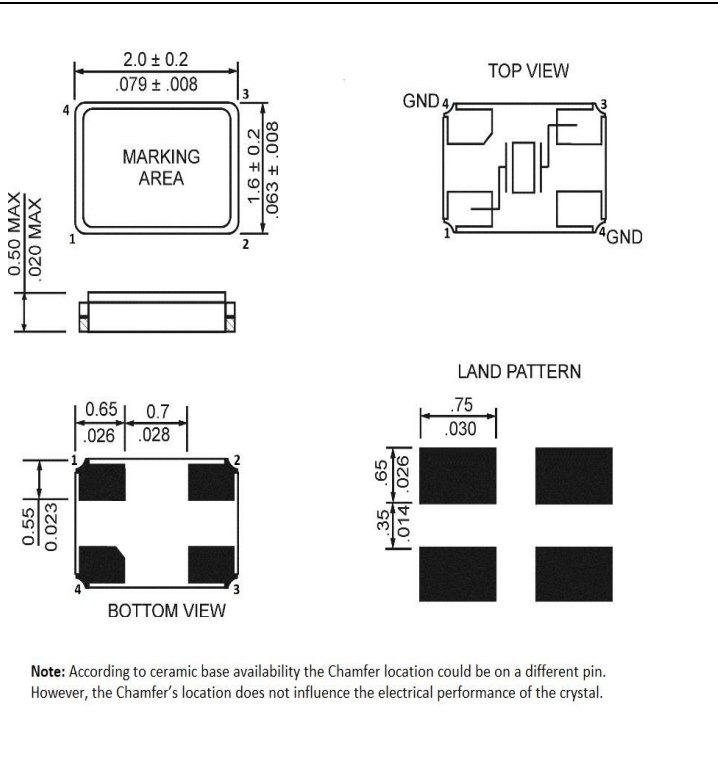 2.0 ± 0.2
.079 ± .008
4
3
MARKING
AREA
1
2
1.6 ± 0.2
.063 ± .008
0.50 MAX
.020 MAX
TOP VIEW
GND 4
3
1
4 GND
0.65
.026
0.7
.028
1
2
0.55
0.023
4
3
BOTTOM VIEW
LAND PATTERN
.75
.030
.65
.026
.35
.014
Note: According to ceramic base availability the Chamfer location could be on a different pin.
However, the Chamfer’s location does not influence the electrical performance of the crystal.